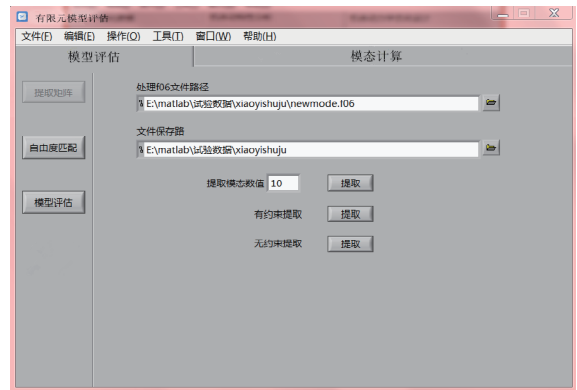 有限元模型评估
文件(F) 编辑(E) 操作(O) 工具(T) 窗口(W) 帮助(H)
模型评估 模态计算
提取矩阵
处理f06文件路径
E:\matlab\试验数据\xiaoyishuju\newmode.f06
自由度匹配
文件保存路
E:\matlab\试验数据\xiaoyishuju
模型评估
提取模态数值 10 提取
有约束提取 提取
无约束提取 提取